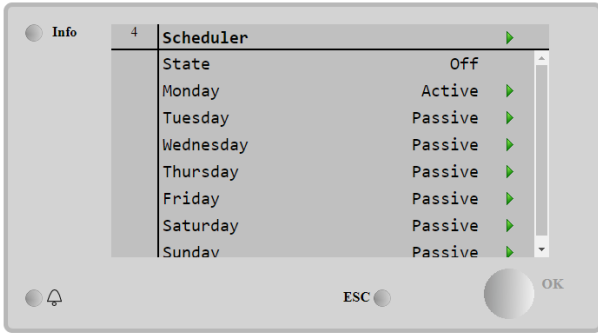 Info
4 Scheduler
State Off
Monday Active
Tuesday Passive
Wednesday Passive
Thursday Passive
Friday Passive
Saturday Passive
Sunday Passive
ESC
OK